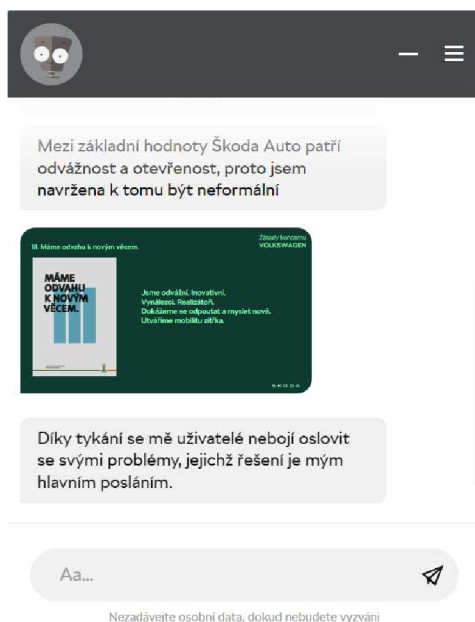 Mezi základní hodnoty Škoda Auto patří
odvážnost a otevřenost, proto jsem
navržena k tomu být neformální
III. Máme odvahu k novým věcem.
Zásady koncernu
VOLKSWAGEN
MÁME
ODVAHU
K NOVÝM
VĚCEM.
Jsme odvážní. Inovativní.
Vynálezci. Realizátoři.
Dokážeme se odpoutat a myslet nově.
Utváříme mobilitu zítřka.
SKODA
Díky tykání se mě uživatelé nebojí oslovit
se svými problémy, jejichž řešení je mým
hlavním posláním.
Aa...
Nezadávejte osobní data, dokud nebudete vyzváni